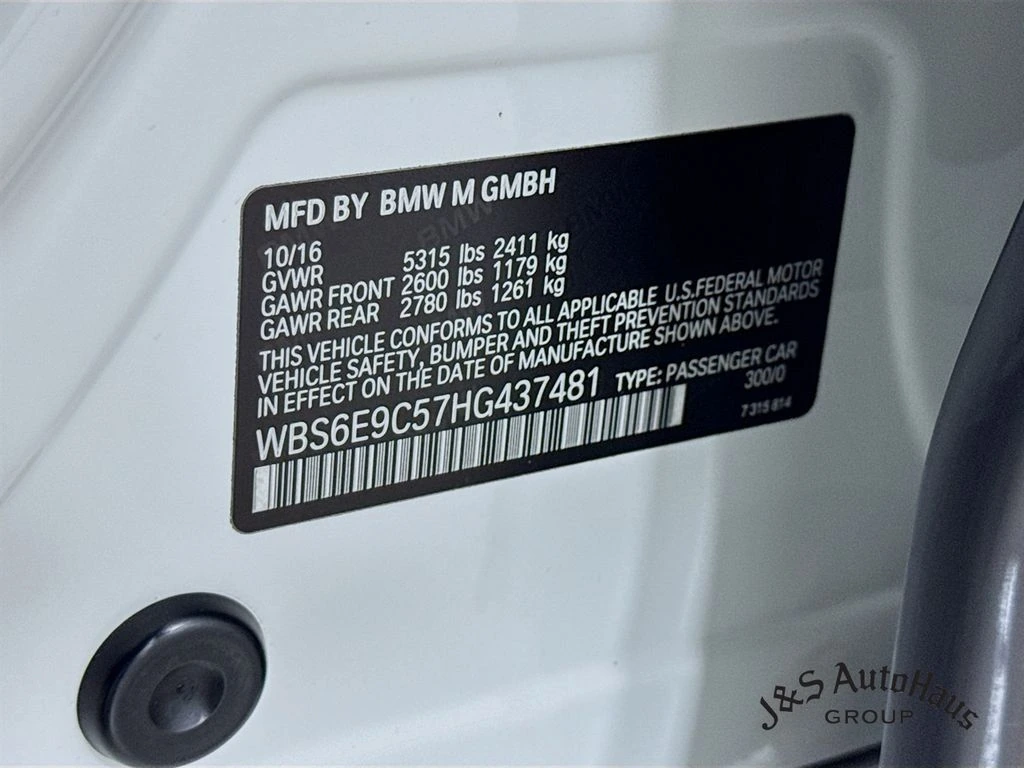 MFD BY BMW M GMBH
10/16
GVWR 5315 lbs 2411 kg
GAWR FRONT 2600 lbs 1179 kg
GAWR REAR 2780 lbs 1261 kg
THIS VEHICLE CONFORMS TO ALL APPLICABLE U.S.FEDERAL MOTOR
VEHICLE SAFETY, BUMPER AND THEFT PREVENTION STANDARDS
IN EFFECT ON THE DATE OF MANUFACTURE SHOWN ABOVE.
WBS6E9C57HG437481 TYPE: PASSENGER CAR
300/0
7 315 814
J&S AutoHaus
GROUP